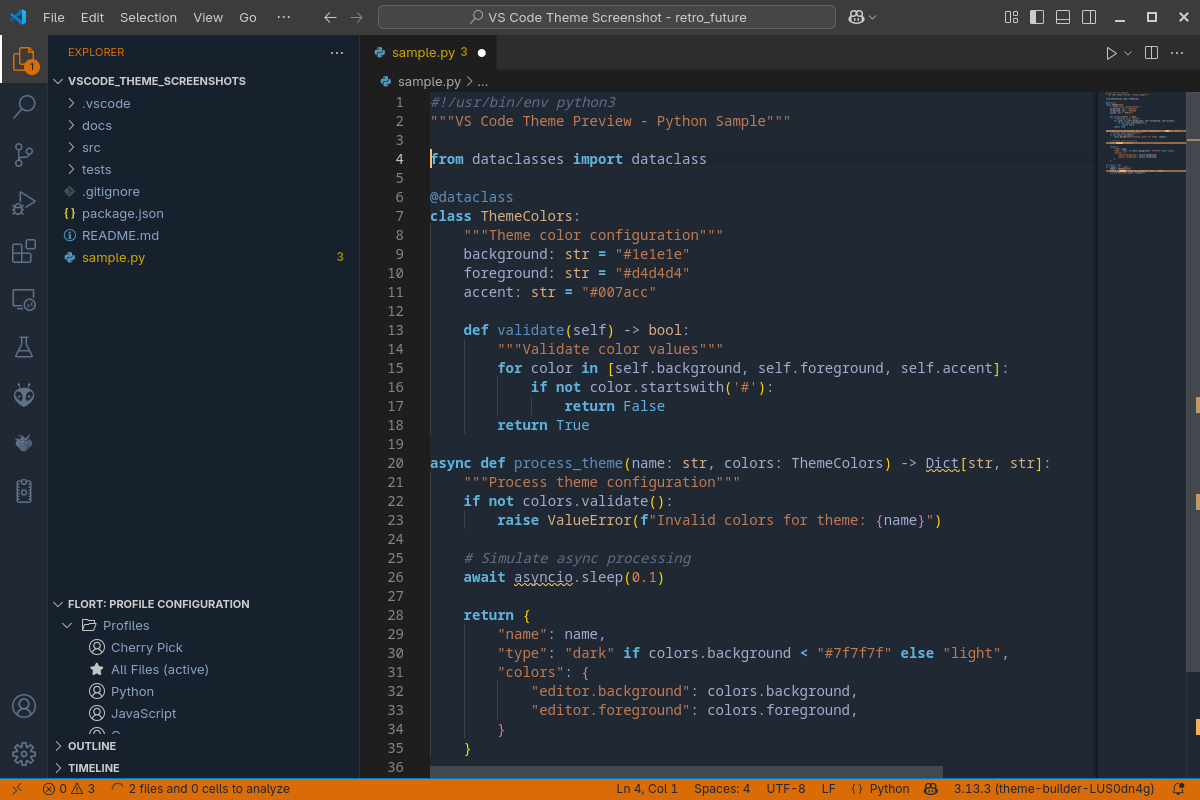 File Edit Selection View Go ···
VS Code Theme Screenshot - retro_future
EXPLORER
VSCODE_THEME_SCREENSHOTS
.vscode
docs
src
tests
.gitignore
{} package.json
README.md
sample.py 3
1
FLORT: PROFILE CONFIGURATION
Profiles
Cherry Pick
All Files (active)
Python
JavaScript
OUTLINE
TIMELINE
sample.py 3
sample.py > ...
1 #!/usr/bin/env python3
2 """VS Code Theme Preview - Python Sample"""
3
4 from dataclasses import dataclass
5
6 @dataclass
7 class ThemeColors:
8     """Theme color configuration"""
9     background: str = "#1e1e1e"
10     foreground: str = "#d4d4d4"
11     accent: str = "#007acc"
12
13     def validate(self) -> bool:
14         """Validate color values"""
15         for color in [self.background, self.foreground, self.accent]:
16             if not color.startswith('#'):
17                 return False
18         return True
19
20 async def process_theme(name: str, colors: ThemeColors) -> Dict[str, str]:
21     """Process theme configuration"""
22     if not colors.validate():
23         raise ValueError(f"Invalid colors for theme: {name}")
24
25     # Simulate async processing
26     await asyncio.sleep(0.1)
27
28     return {
29         "name": name,
30         "type": "dark" if colors.background < "#7f7f7f" else "light",
31         "colors": {
32             "editor.background": colors.background,
33             "editor.foreground": colors.foreground,
34         }
35     }
36
0 3 2 files and 0 cells to analyze Ln 4, Col 1 Spaces: 4 UTF-8 LF {} Python 3.13.3 (theme-builder-LUS0dn4g)